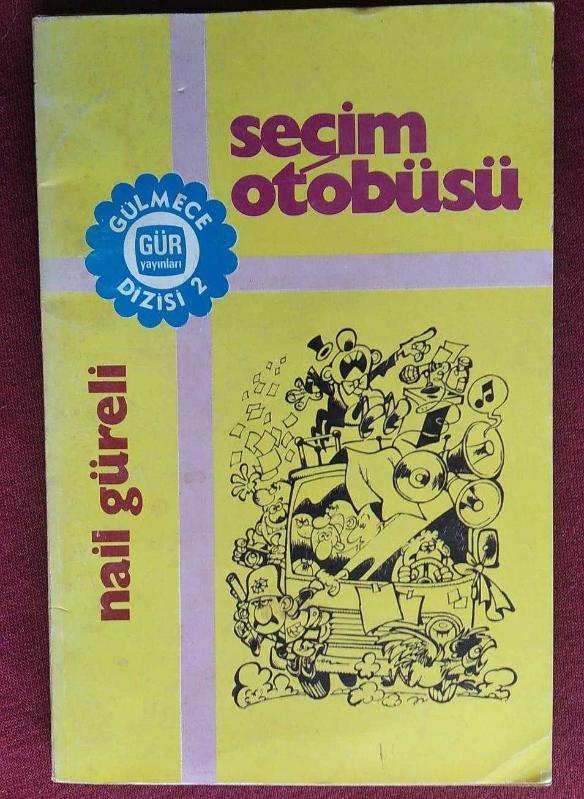 seçim
otobüsü
GÜLMECE
GÜR
yayınları
DİZİSİ 2
nail güreli